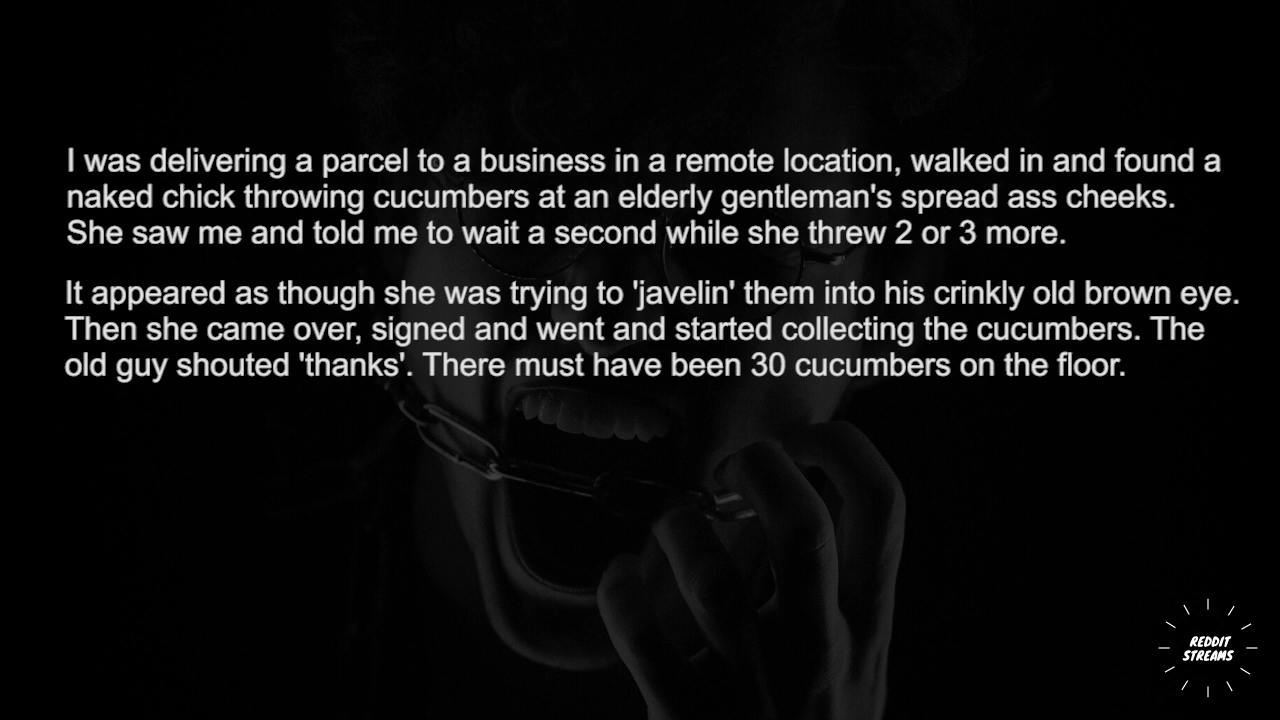 I was delivering a parcel to a business in a remote location, walked in and found a
naked chick throwing cucumbers at an elderly gentleman's spread ass cheeks.
She saw me and told me to wait a second while she threw 2 or 3 more.
It appeared as though she was trying to 'javelin' them into his crinkly old brown eye.
Then she came over, signed and went and started collecting the cucumbers. The
old guy shouted 'thanks'. There must have been 30 cucumbers on the floor.
REDDIT
STREAMS